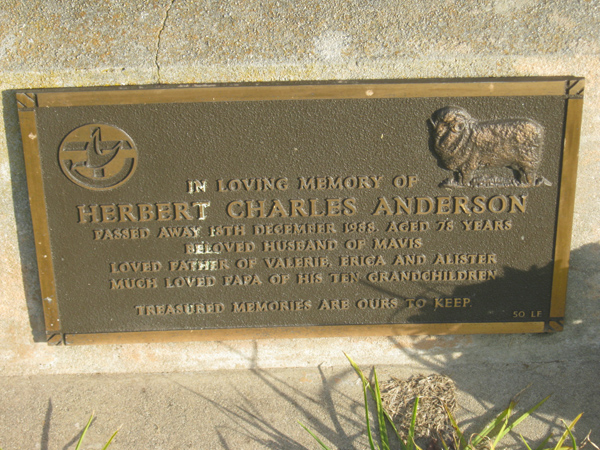 IN LOVING MEMORY OF
HERBERT CHARLES ANDERSON
PASSED AWAY 18TH DECEMBER 1988, AGED 78 YEARS
BELOVED HUSBAND OF MAVIS
LOVED FATHER OF VALERIE, ERICA AND ALISTER
MUCH LOVED PAPA OF HIS TEN GRANDCHILDREN
TREASURED MEMORIES ARE OURS TO KEEP.
SO LF